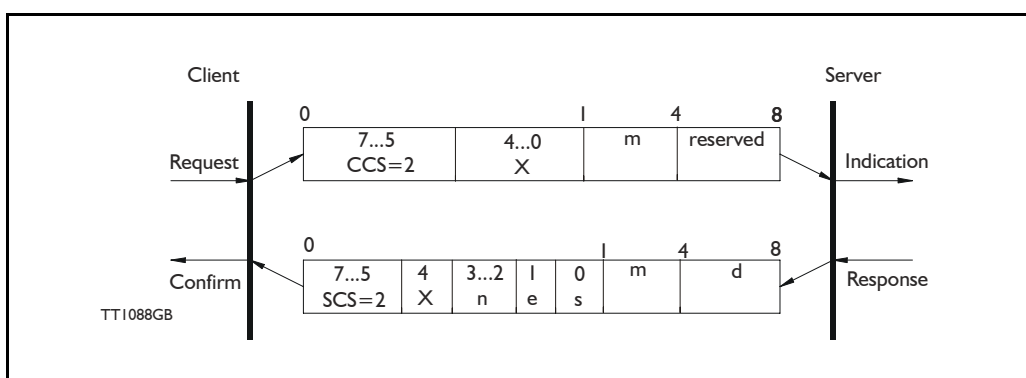 Client
Server
0
1
4
8
7...5
4...0
m
reserved
CCS=2
X
Request
Indication
0
1
4
8
7...5
4
3...2
1
0
m
d
SCS=2
X
n
e
s
Confirm
Response
TT1088GB